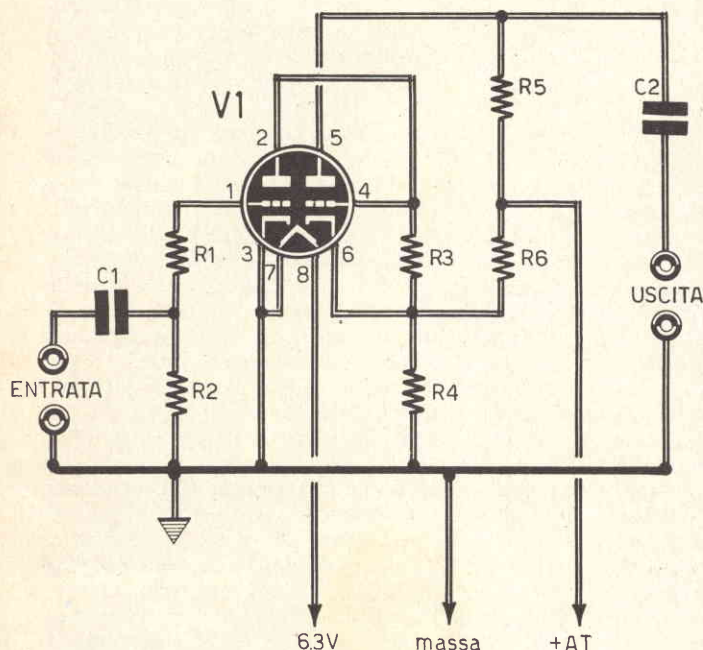 V1
2
5
1
4
3
7
8
6
R1
R2
C1
ENTRATA
R3
R4
R5
R6
C2
USCITA
6.3V
massa
+AT